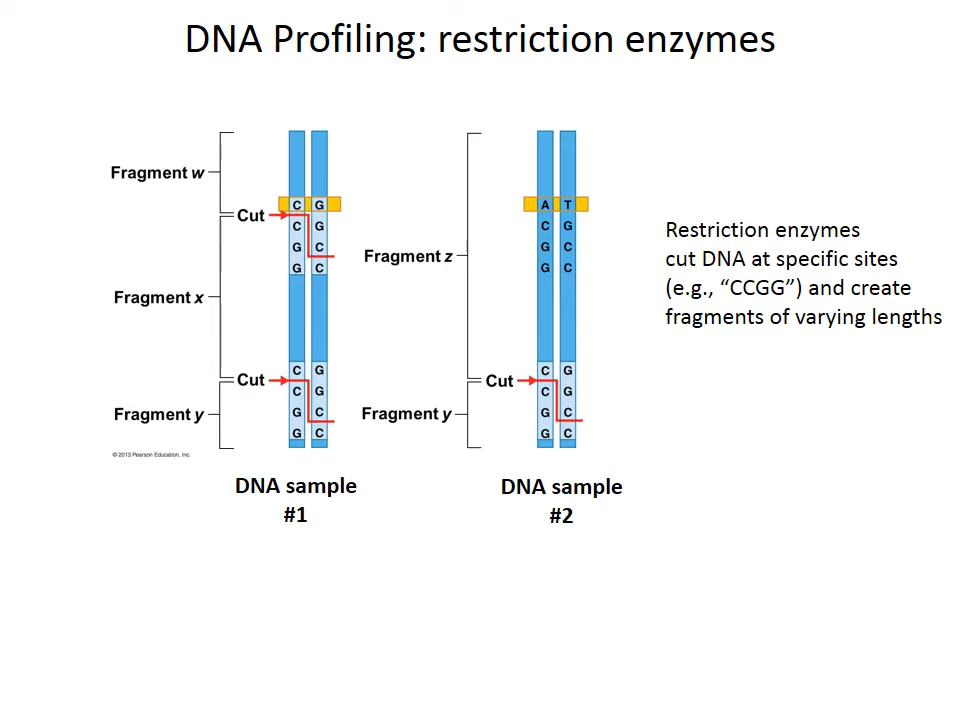 DNA Profiling: restriction enzymes
Fragment w
Cut
Fragment x
Cut
Fragment y
C G
C G
G C
G C
C G
C G
G C
G C
© 2013 Pearson Education, Inc.
DNA sample
#1
Fragment z
Cut
Fragment y
A T
C G
G C
G C
C G
C G
G C
G C
DNA sample
#2
Restriction enzymes
cut DNA at specific sites
(e.g., “CCGG”) and create
fragments of varying lengths